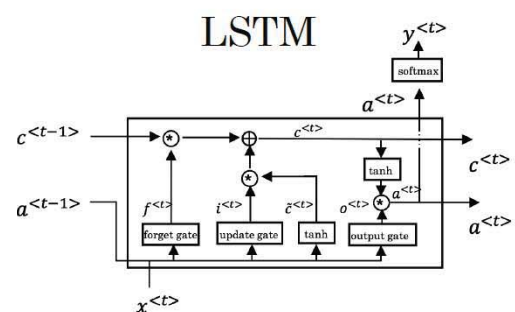 LSTM
y<t>
softmax
a<t>
c<t-1>
*
⊕
c<t>
c<t>
*
tanh
a<t-1>
f<t>
i<t>
c̃<t>
o<t>
*
a<t>
a<t>
forget gate
update gate
tanh
output gate
x<t>